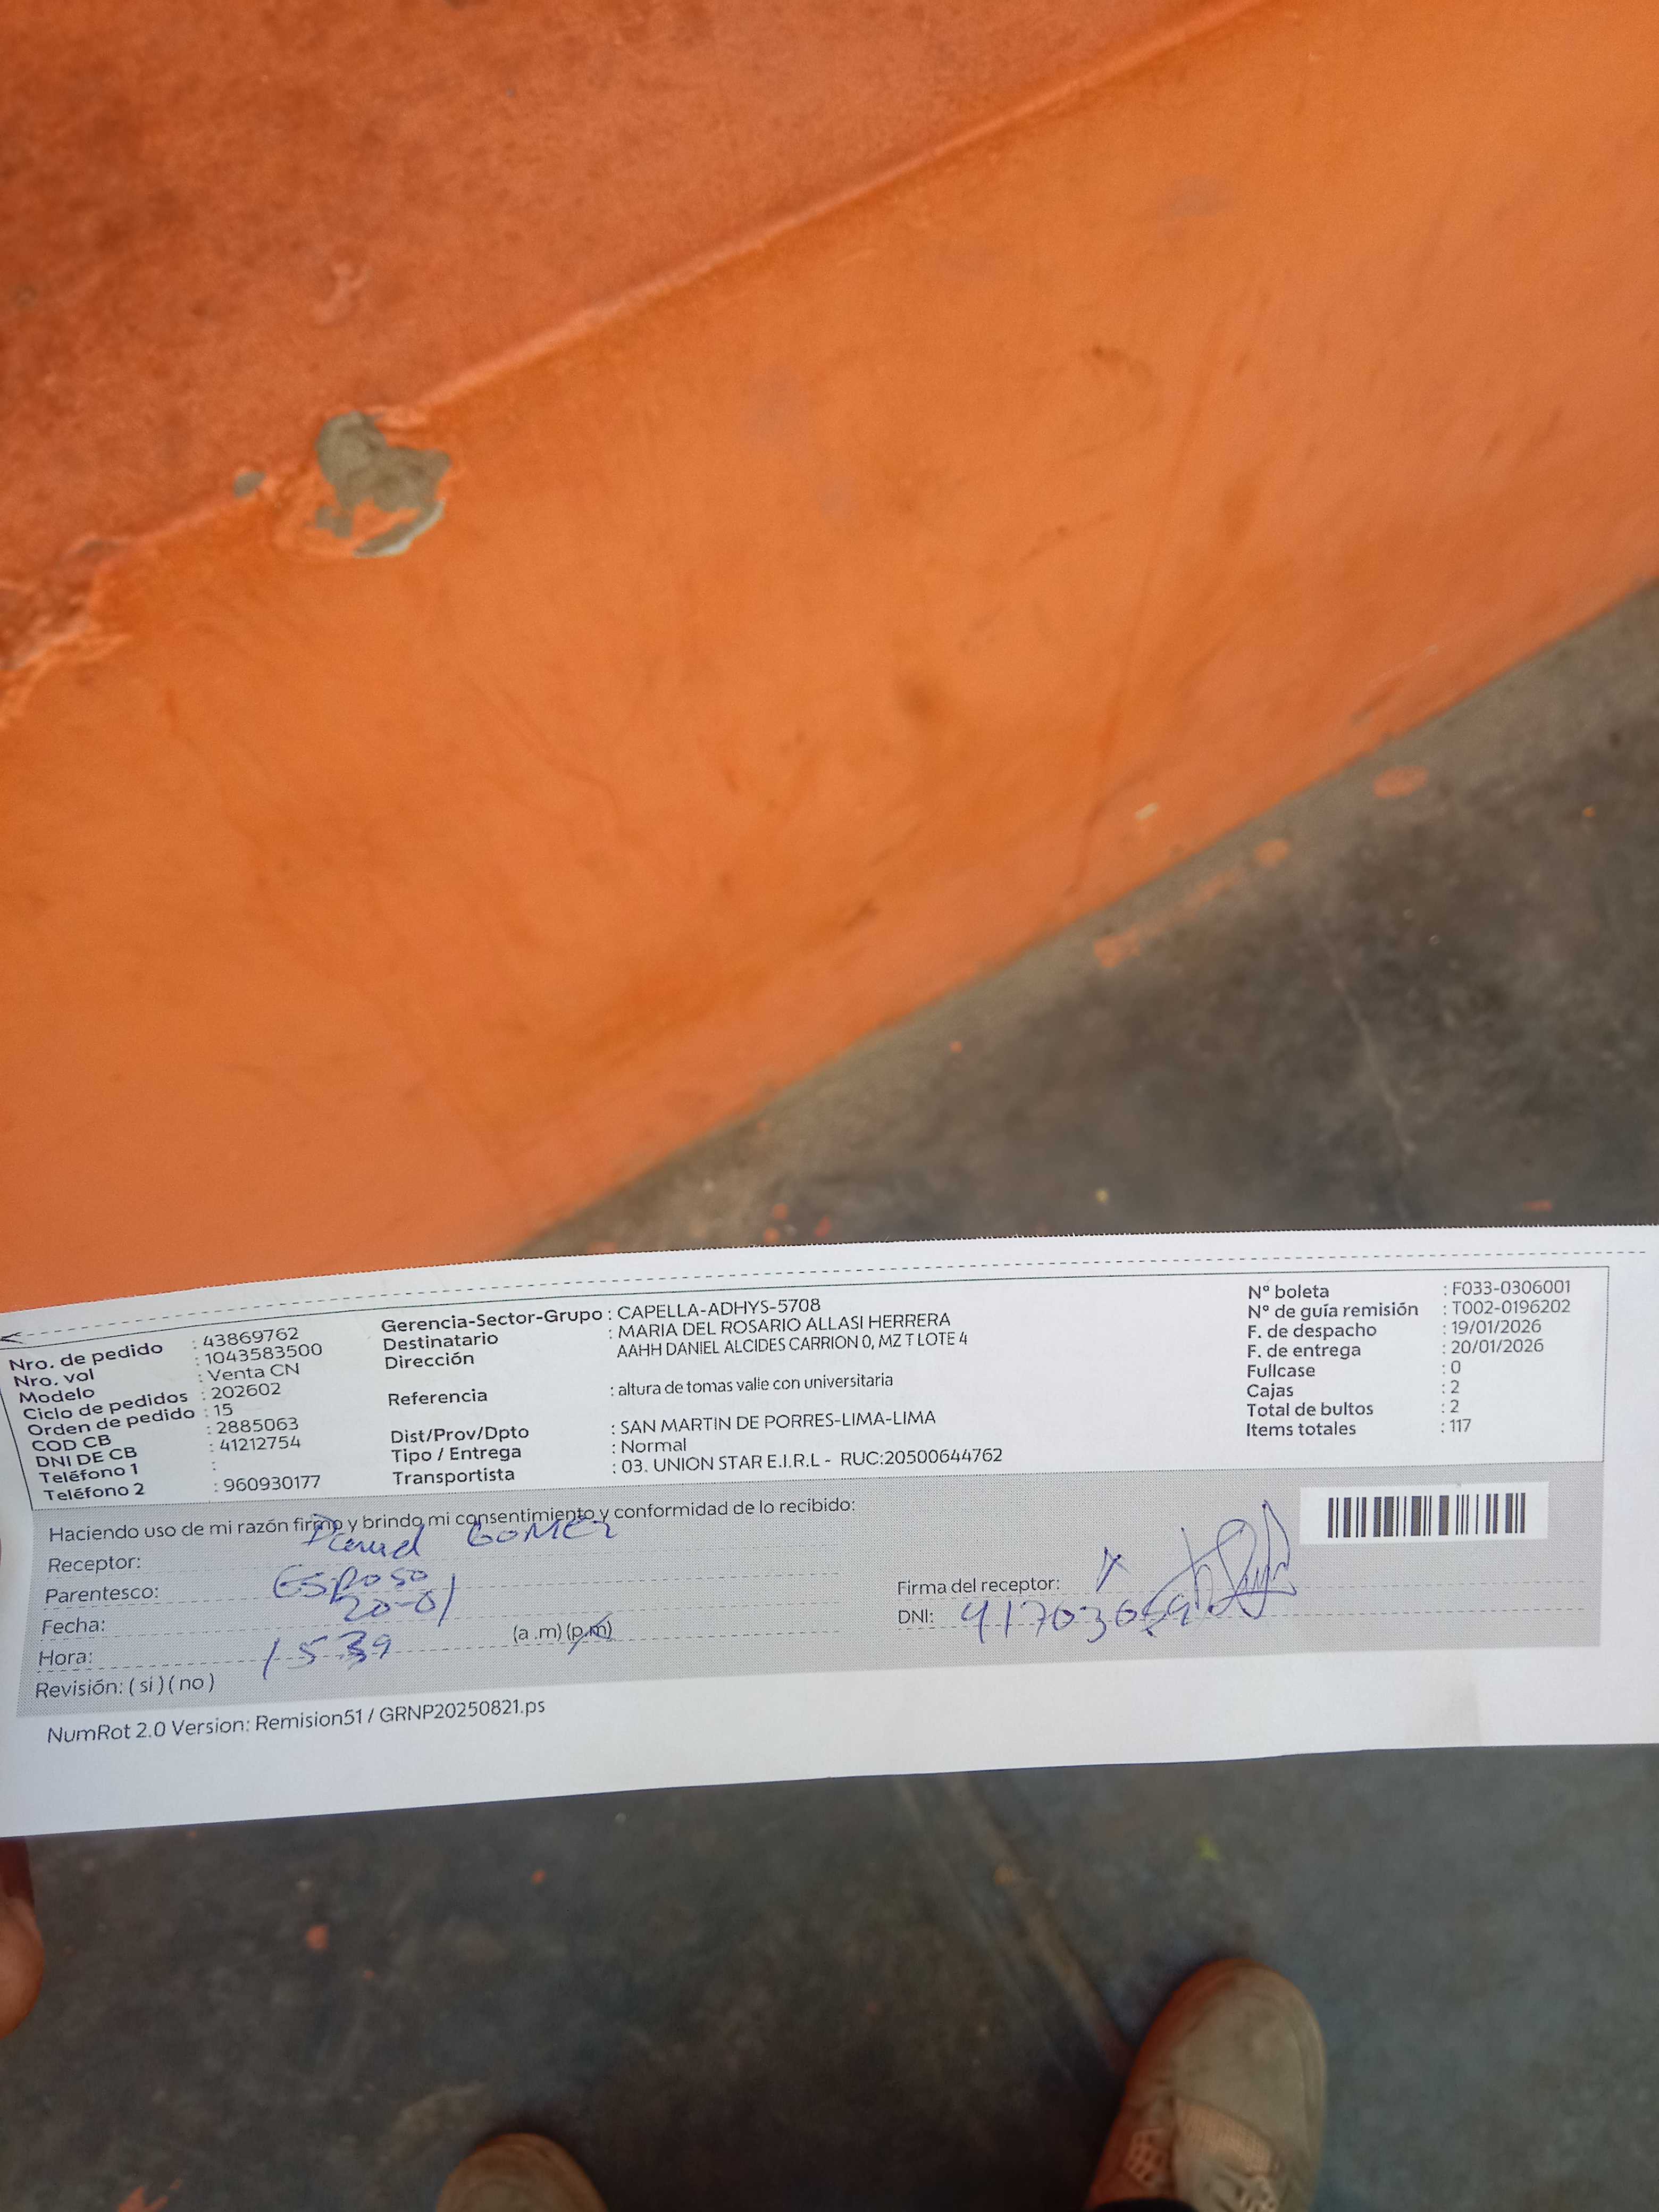 Nro. de pedido : 43869762
Nro. vol : 1043583500
Modelo : Venta CN
Ciclo de pedidos : 202602
Orden de pedido : 15
COD CB : 2885063
DNI DE CB : 41212754
Teléfono 1 :
Teléfono 2 : 960930177
Gerencia-Sector-Grupo : CAPELLA-ADHYS-5708
Destinatario : MARIA DEL ROSARIO ALLASI HERRERA
Dirección AAHH DANIEL ALCIDES CARRION 0, MZ T LOTE 4
Referencia : altura de tomas valle con universitaria
Dist/Prov/Dpto : SAN MARTIN DE PORRES-LIMA-LIMA
Tipo / Entrega : Normal
Transportista : 03. UNION STAR E.I.R.L - RUC:20500644762
N° boleta : F033-0306001
N° de guía remisión : T002-0196202
F. de despacho : 19/01/2026
F. de entrega : 20/01/2026
Fullcase : 0
Cajas : 2
Total de bultos : 2
Items totales : 117
Haciendo uso de mi razón firmo y brindo mi consentimiento y conformidad de lo recibido:
Receptor: GOMEZ
Parentesco: Esposo
Fecha: 20-01
Hora: (a .m) (p.m)
Revisión: ( si ) ( no )
Firma del receptor:
DNI:
NumRot 2.0 Version: Remision51 / GRNP20250821.ps